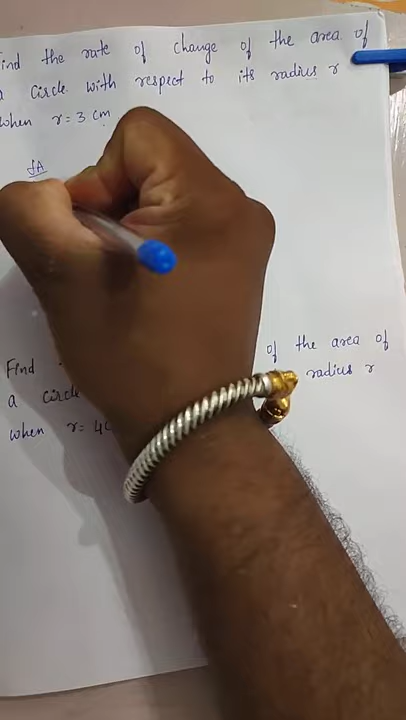 ind the rate of change of the area of
a circle with respect to its radius r
when r = 3 cm
dA
Find of the area of
a circle radius r
when r = 4c